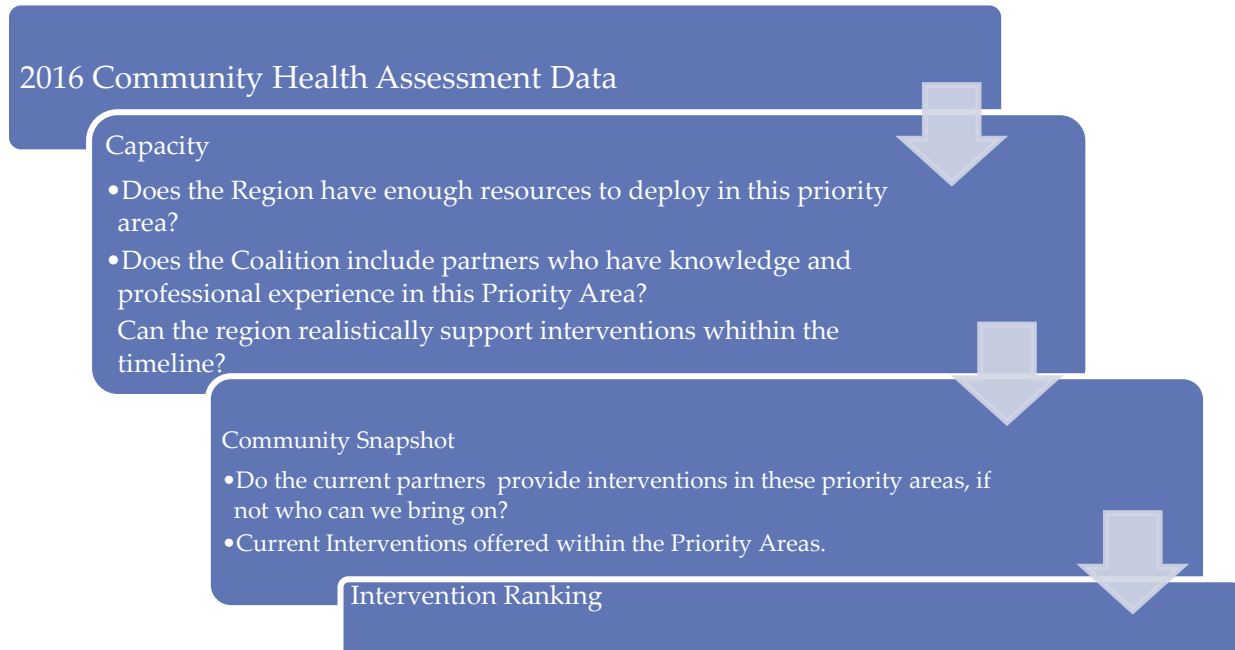 2016 Community Health Assessment Data
Capacity
•Does the Region have enough resources to deploy in this priority
area?
•Does the Coalition include partners who have knowledge and
professional experience in this Priority Area?
Can the region realistically support interventions whithin the
timeline?
Community Snapshot
•Do the current partners  provide interventions in these priority areas, if
not who can we bring on?
•Current Interventions offered within the Priority Areas.
Intervention Ranking